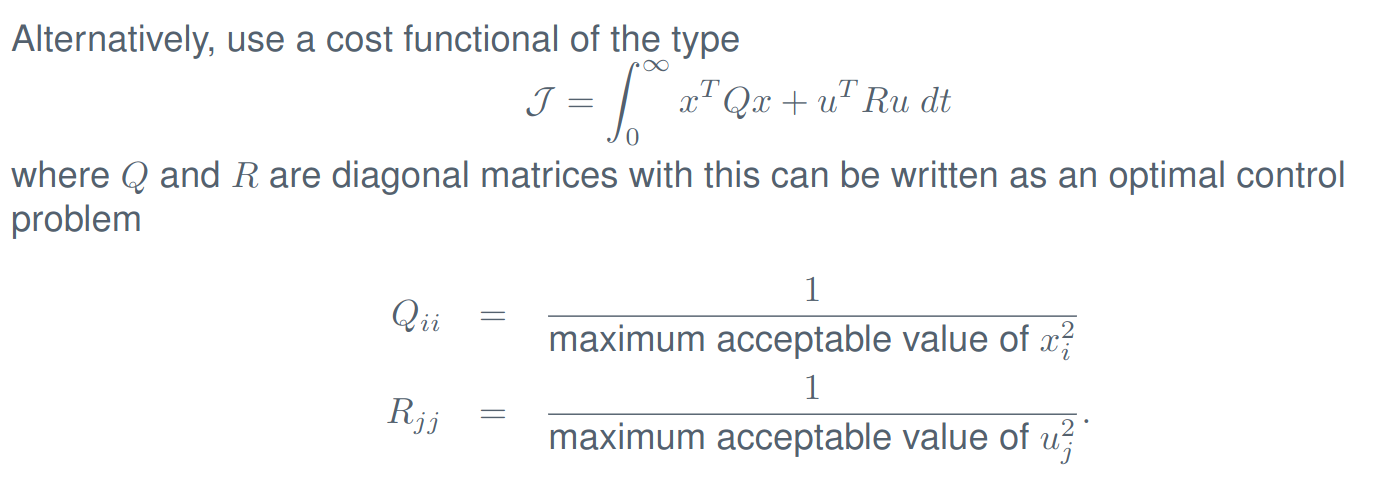 Alternatively, use a cost functional of the type
$\mathcal{J} = \int_0^\infty x^T Q x + u^T R u \; dt$
where $Q$ and $R$ are diagonal matrices with this can be written as an optimal control
problem
$Q_{ii} = \frac{1}{\text{maximum acceptable value of } x_i^2}$
$R_{jj} = \frac{1}{\text{maximum acceptable value of } u_j^2}.$